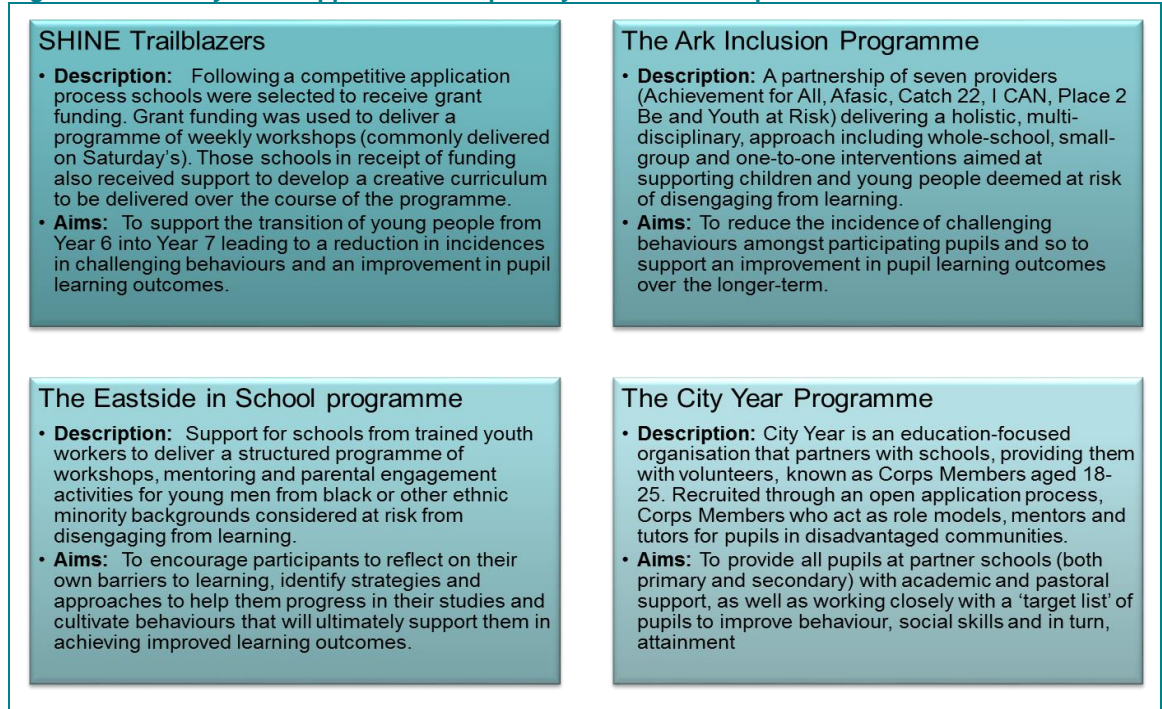 SHINE Trailblazers
• Description: Following a competitive application
process schools were selected to receive grant
funding. Grant funding was used to deliver a
programme of weekly workshops (commonly delivered
on Saturday's). Those schools in receipt of funding
also received support to develop a creative curriculum
to be delivered over the course of the programme.
• Aims: To support the transition of young people from
Year 6 into Year 7 leading to a reduction in incidences
in challenging behaviours and an improvement in pupil
learning outcomes.
The Ark Inclusion Programme
• Description: A partnership of seven providers
(Achievement for All, Afasic, Catch 22, I CAN, Place 2
Be and Youth at Risk) delivering a holistic, multi-
disciplinary, approach including whole-school, small-
group and one-to-one interventions aimed at
supporting children and young people deemed at risk
of disengaging from learning.
• Aims: To reduce the incidence of challenging
behaviours amongst participating pupils and so to
support an improvement in pupil learning outcomes
over the longer-term.
The Eastside in School programme
• Description: Support for schools from trained youth
workers to deliver a structured programme of
workshops, mentoring and parental engagement
activities for young men from black or other ethnic
minority backgrounds considered at risk from
disengaging from learning.
• Aims: To encourage participants to reflect on their
own barriers to learning, identify strategies and
approaches to help them progress in their studies and
cultivate behaviours that will ultimately support them in
achieving improved learning outcomes.
The City Year Programme
• Description: City Year is an education-focused
organisation that partners with schools, providing them
with volunteers, known as Corps Members aged 18-
25. Recruited through an open application process,
Corps Members who act as role models, mentors and
tutors for pupils in disadvantaged communities.
• Aims: To provide all pupils at partner schools (both
primary and secondary) with academic and pastoral
support, as well as working closely with a 'target list' of
pupils to improve behaviour, social skills and in turn,
attainment